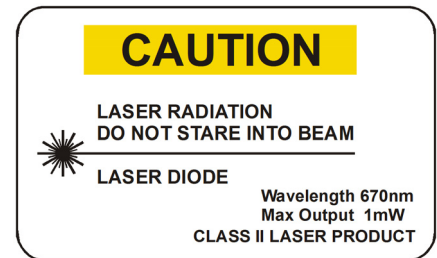 CAUTION
LASER RADIATION
DO NOT STARE INTO BEAM
LASER DIODE
Wavelength 670nm
Max Output 1mW
CLASS II LASER PRODUCT